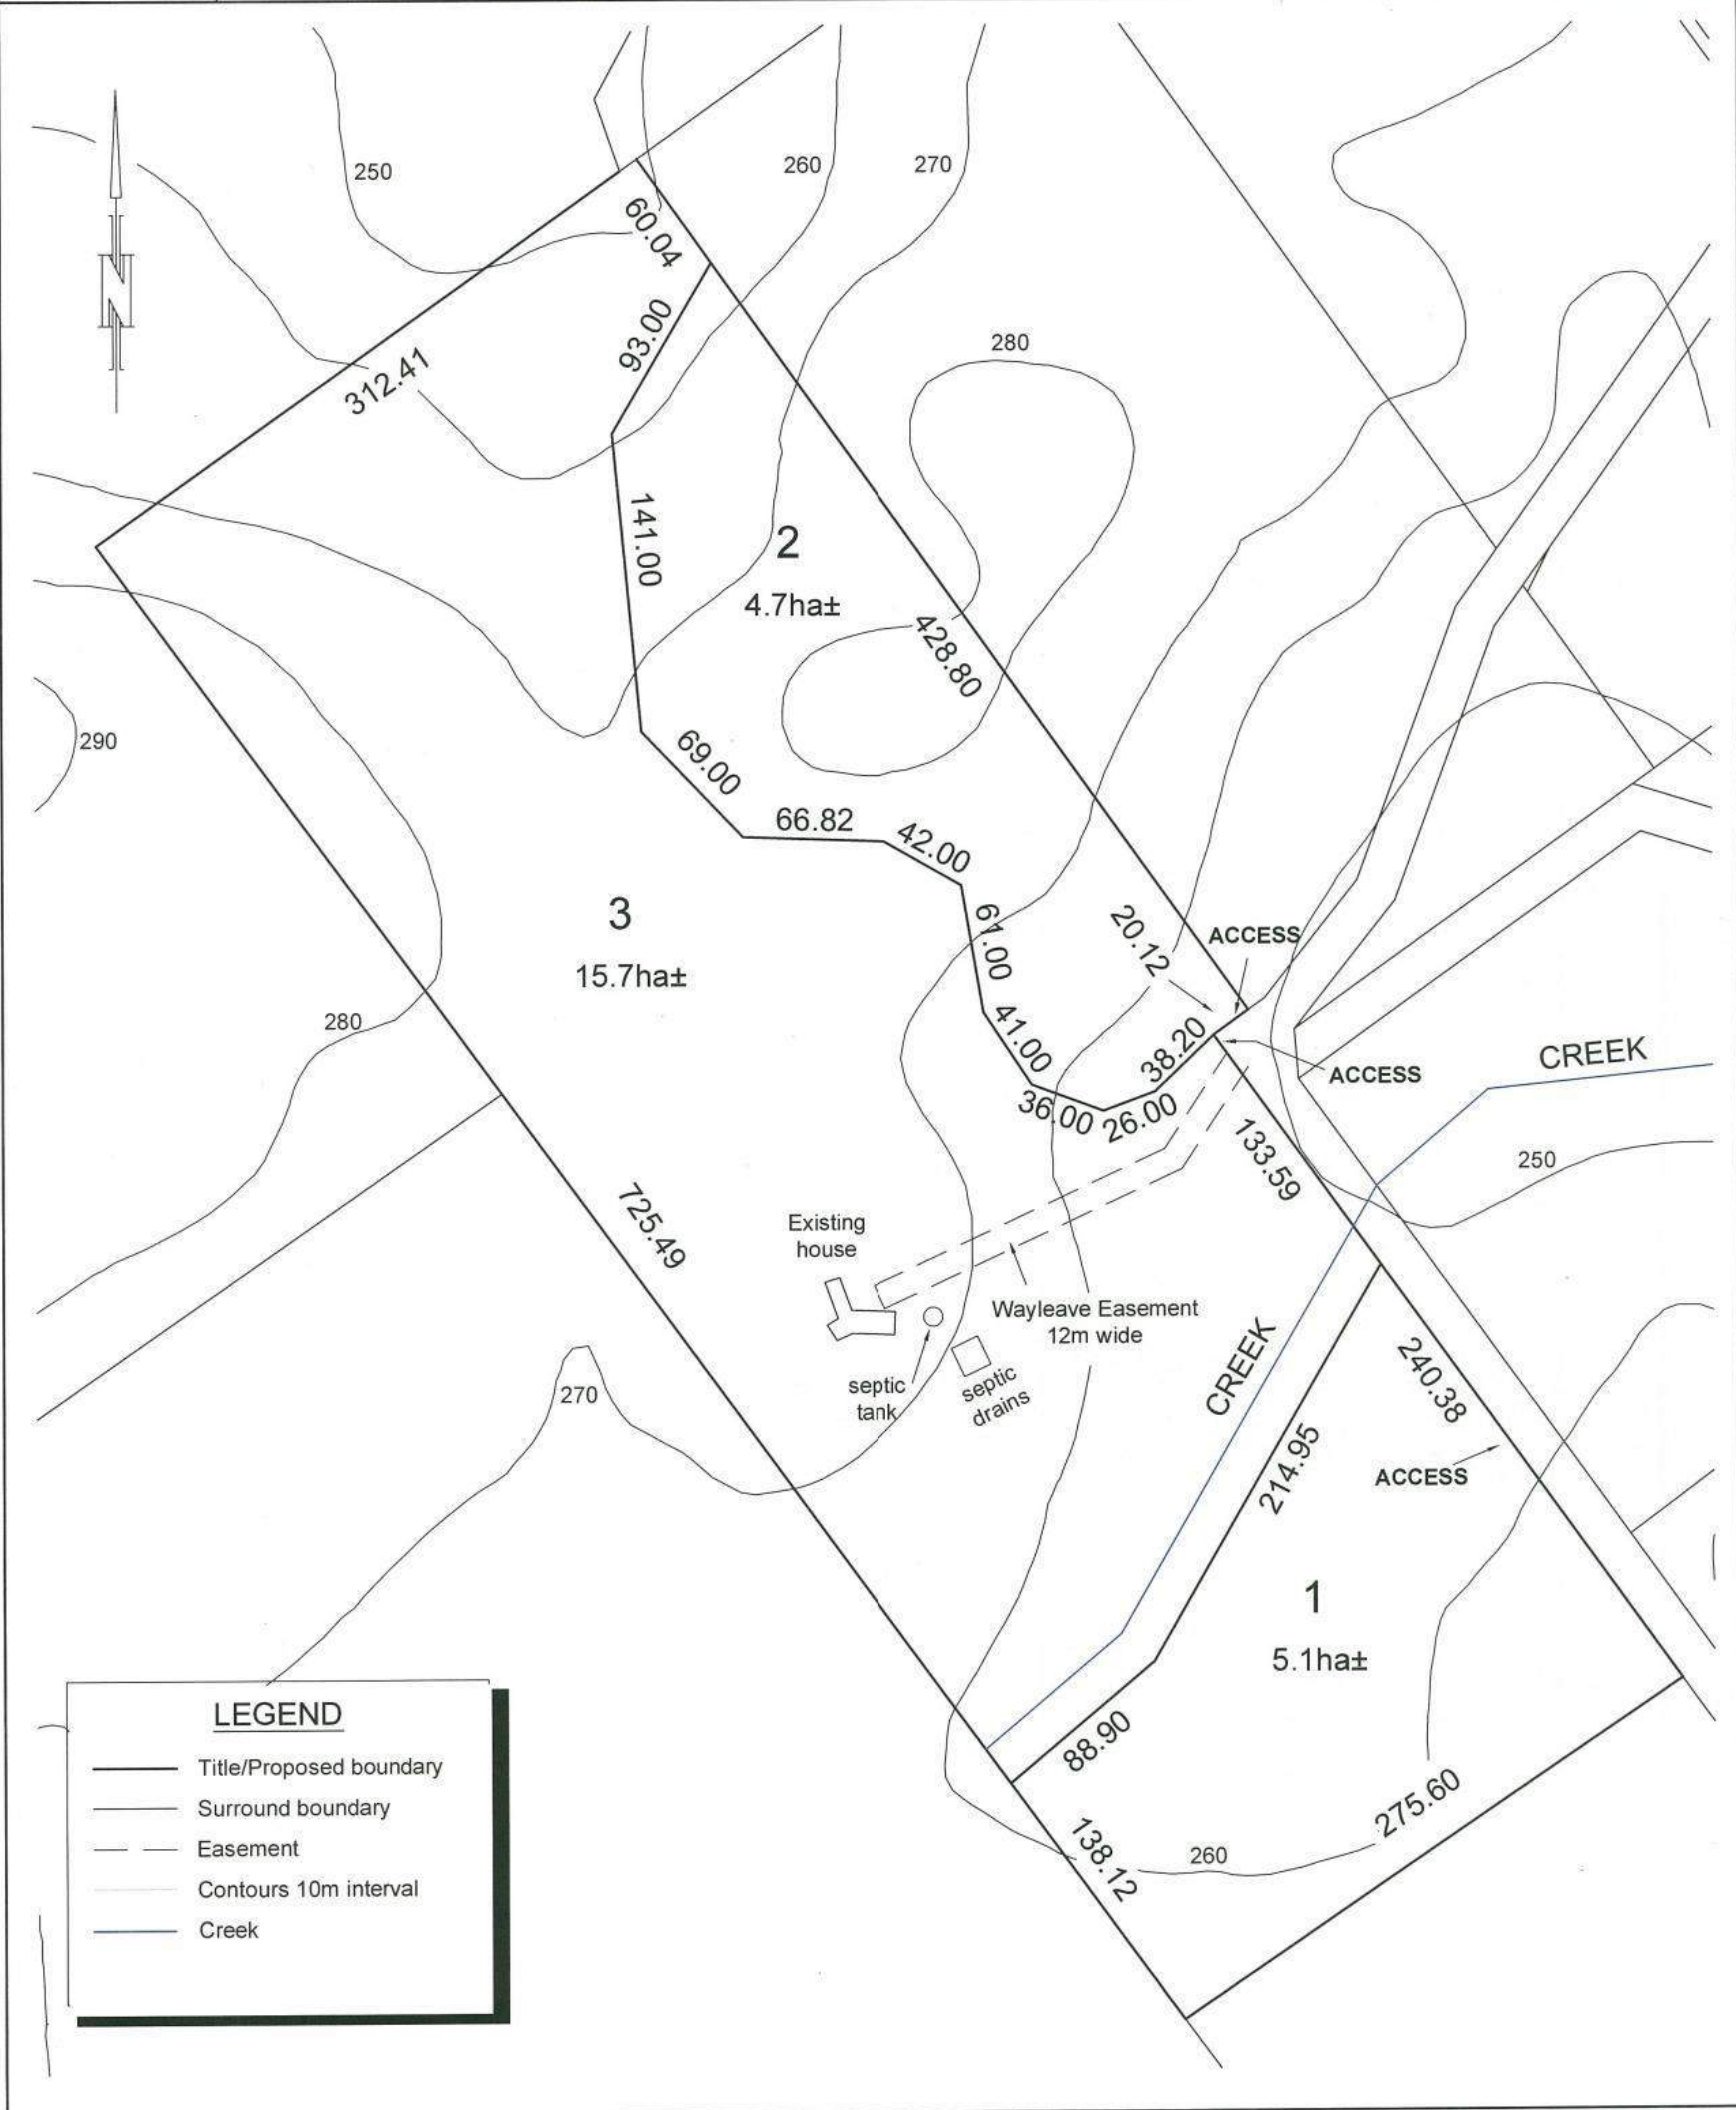 N
250
260
270
60.04
93.00
312.41
280
141.00
2
4.7ha±
428.80
290
69.00
66.82
42.00
3
15.7ha±
61.00
20.12
ACCESS
280
41.00
38.20
CREEK
ACCESS
36.00
26.00
133.59
250
725.49
Existing
house
Wayleave Easement
12m wide
CREEK
240.38
septic
tank
septic
drains
270
214.95
ACCESS
1
5.1ha±
88.90
275.60
138.12
260
LEGEND
Title/Proposed boundary
Surround boundary
Easement
Contours 10m interval
Creek